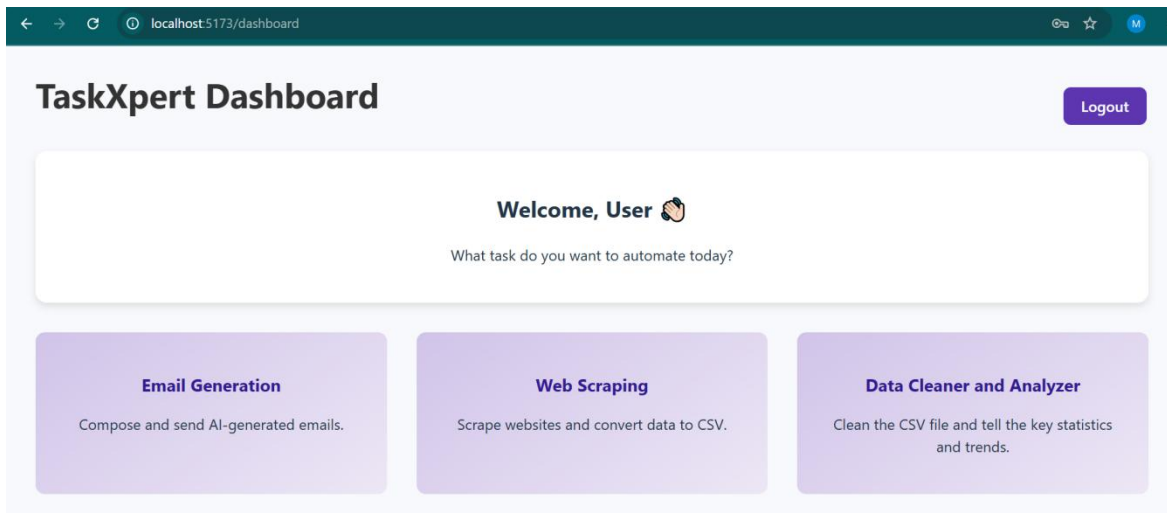 localhost:5173/dashboard
M
TaskXpert Dashboard
Logout
Welcome, User 👋🏻
What task do you want to automate today?
Email Generation
Compose and send AI-generated emails.
Web Scraping
Scrape websites and convert data to CSV.
Data Cleaner and Analyzer
Clean the CSV file and tell the key statistics
and trends.